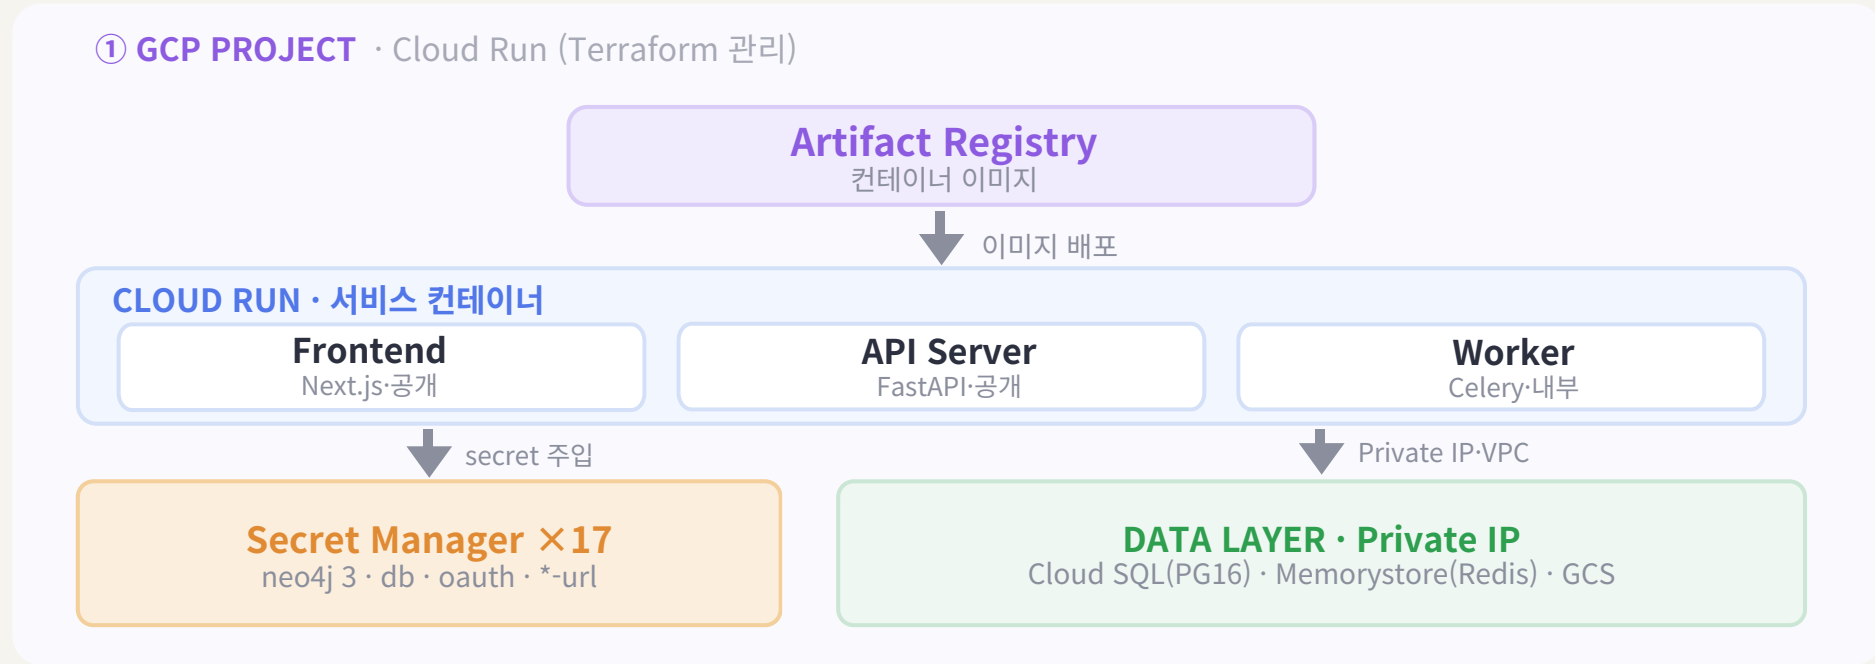 ① GCP PROJECT · Cloud Run (Terraform 관리)
Artifact Registry
컨테이너 이미지
이미지 배포
CLOUD RUN · 서비스 컨테이너
Frontend
Next.js·공개
API Server
FastAPI·공개
Worker
Celery·내부
secret 주입
Private IP·VPC
Secret Manager ×17
neo4j 3 · db · oauth · *-url
DATA LAYER · Private IP
Cloud SQL(PG16) · Memorystore(Redis) · GCS